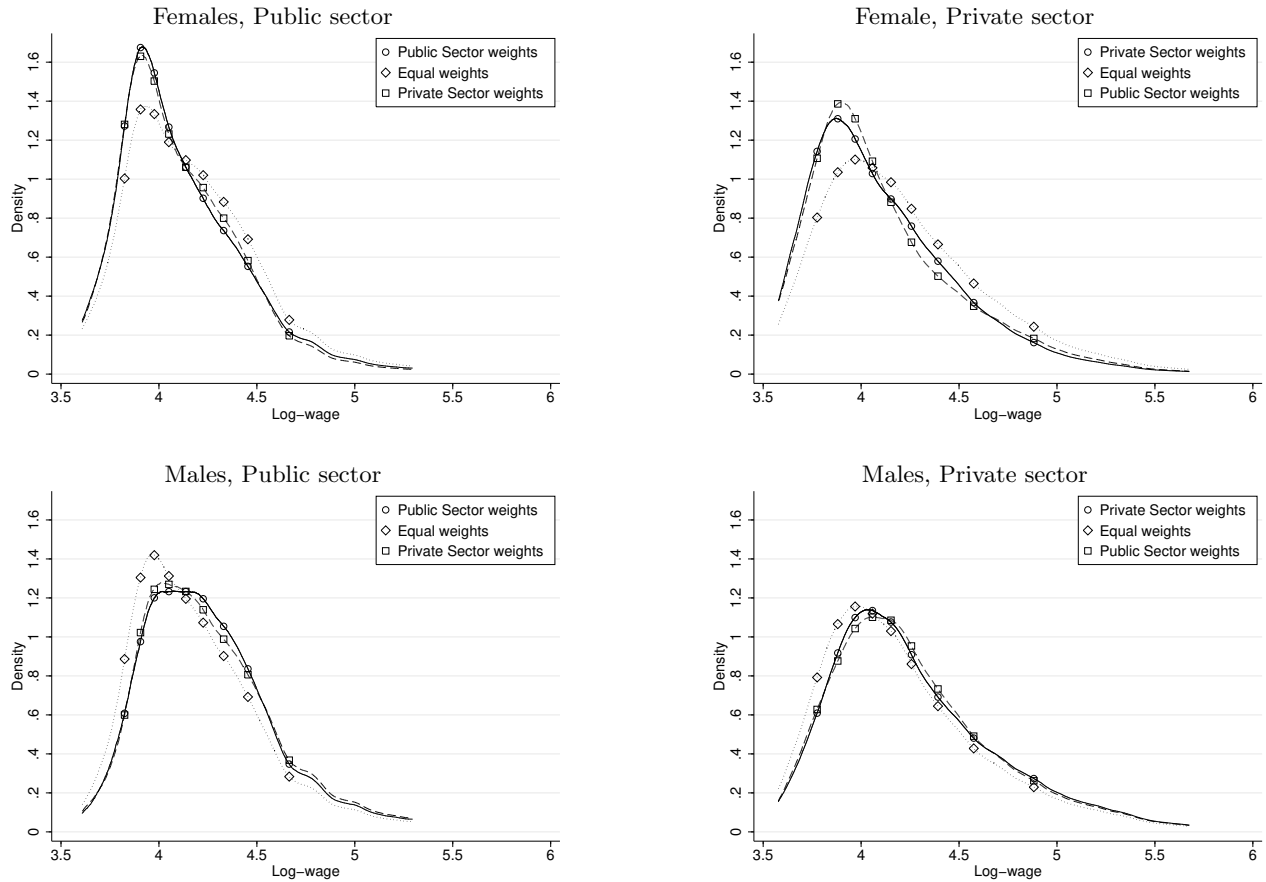 Females, Public sector
Public Sector weights
Equal weights
Private Sector weights
Density
0 .2 .4 .6 .8 1 1.2 1.4 1.6
3.5 4 4.5 5 5.5 6
Log-wage
Female, Private sector
Private Sector weights
Equal weights
Public Sector weights
Density
0 .2 .4 .6 .8 1 1.2 1.4 1.6
3.5 4 4.5 5 5.5 6
Log-wage
Males, Public sector
Public Sector weights
Equal weights
Private Sector weights
Density
0 .2 .4 .6 .8 1 1.2 1.4 1.6
3.5 4 4.5 5 5.5 6
Log-wage
Males, Private sector
Private Sector weights
Equal weights
Public Sector weights
Density
0 .2 .4 .6 .8 1 1.2 1.4 1.6
3.5 4 4.5 5 5.5 6
Log-wage